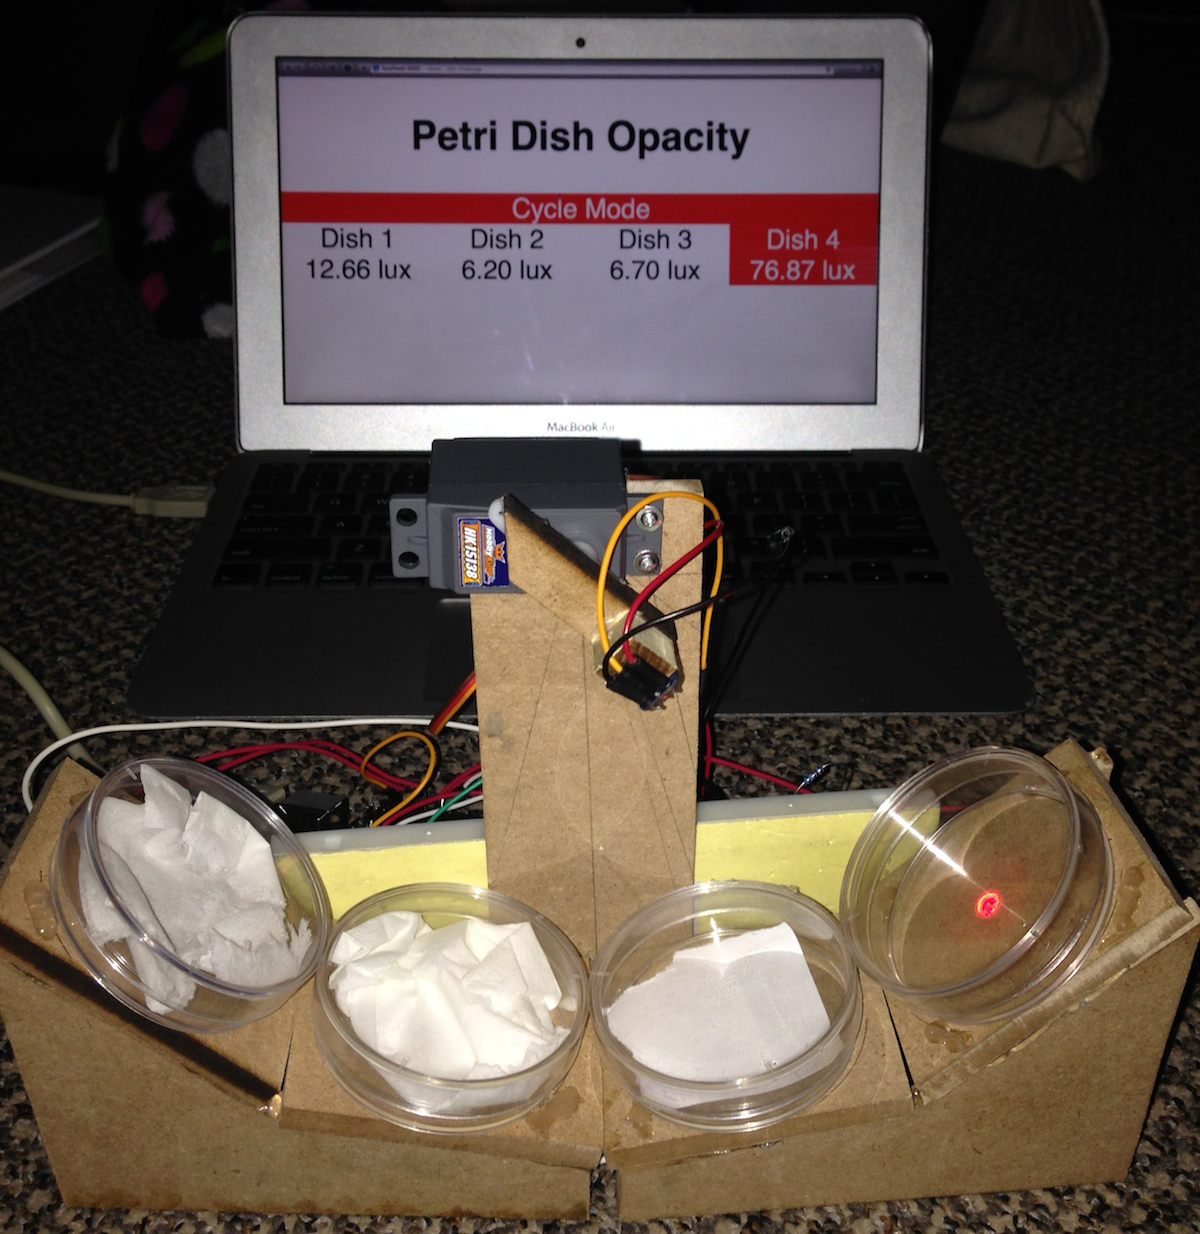 Petri Dish Opacity
Cycle Mode
Dish 1 Dish 2 Dish 3 Dish 4
12.66 lux 6.20 lux 6.70 lux 76.87 lux
MacBook Air
HK15138